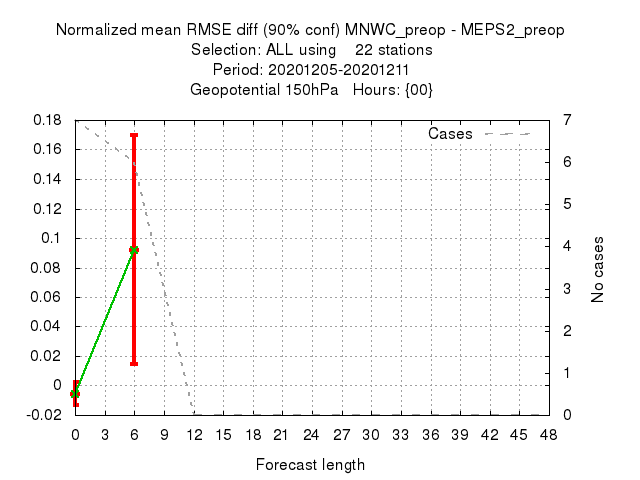 Normalized mean RMSE diff (90% conf) MNWC_preop - MEPS2_preop
Selection: ALL using 22 stations
Period: 20201205-20201211
Geopotential 150hPa Hours: {00}
Cases
0.18
0.16
0.14
0.12
0.1
0.08
0.06
0.04
0.02
0
-0.02
7
6
5
4
3
2
1
0
No cases
0 3 6 9 12 15 18 21 24 27 30 33 36 39 42 45 48
Forecast length